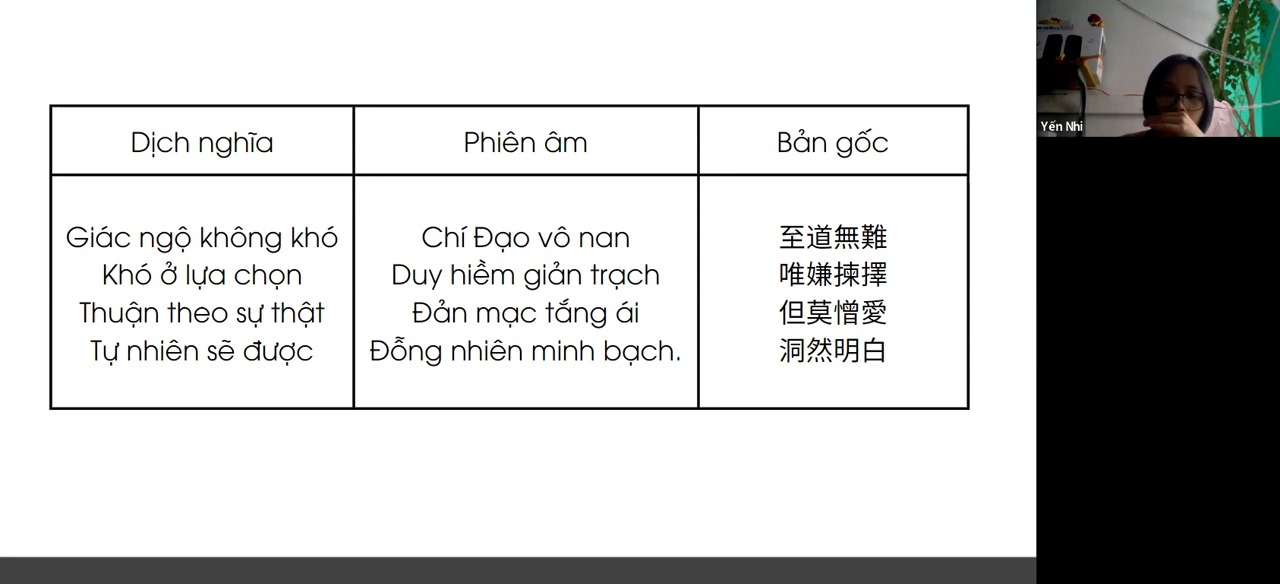 Dịch nghĩa
Phiên âm
Bản gốc
Giác ngộ không khó
Khó ở lựa chọn
Thuận theo sự thật
Tự nhiên sẽ được
Chí Đạo vô nan
Duy hiềm giản trạch
Đản mạc tắng ái
Đỗng nhiên minh bạch.
至道無難
唯嫌揀擇
但莫憎愛
洞然明白
Yến Nhi